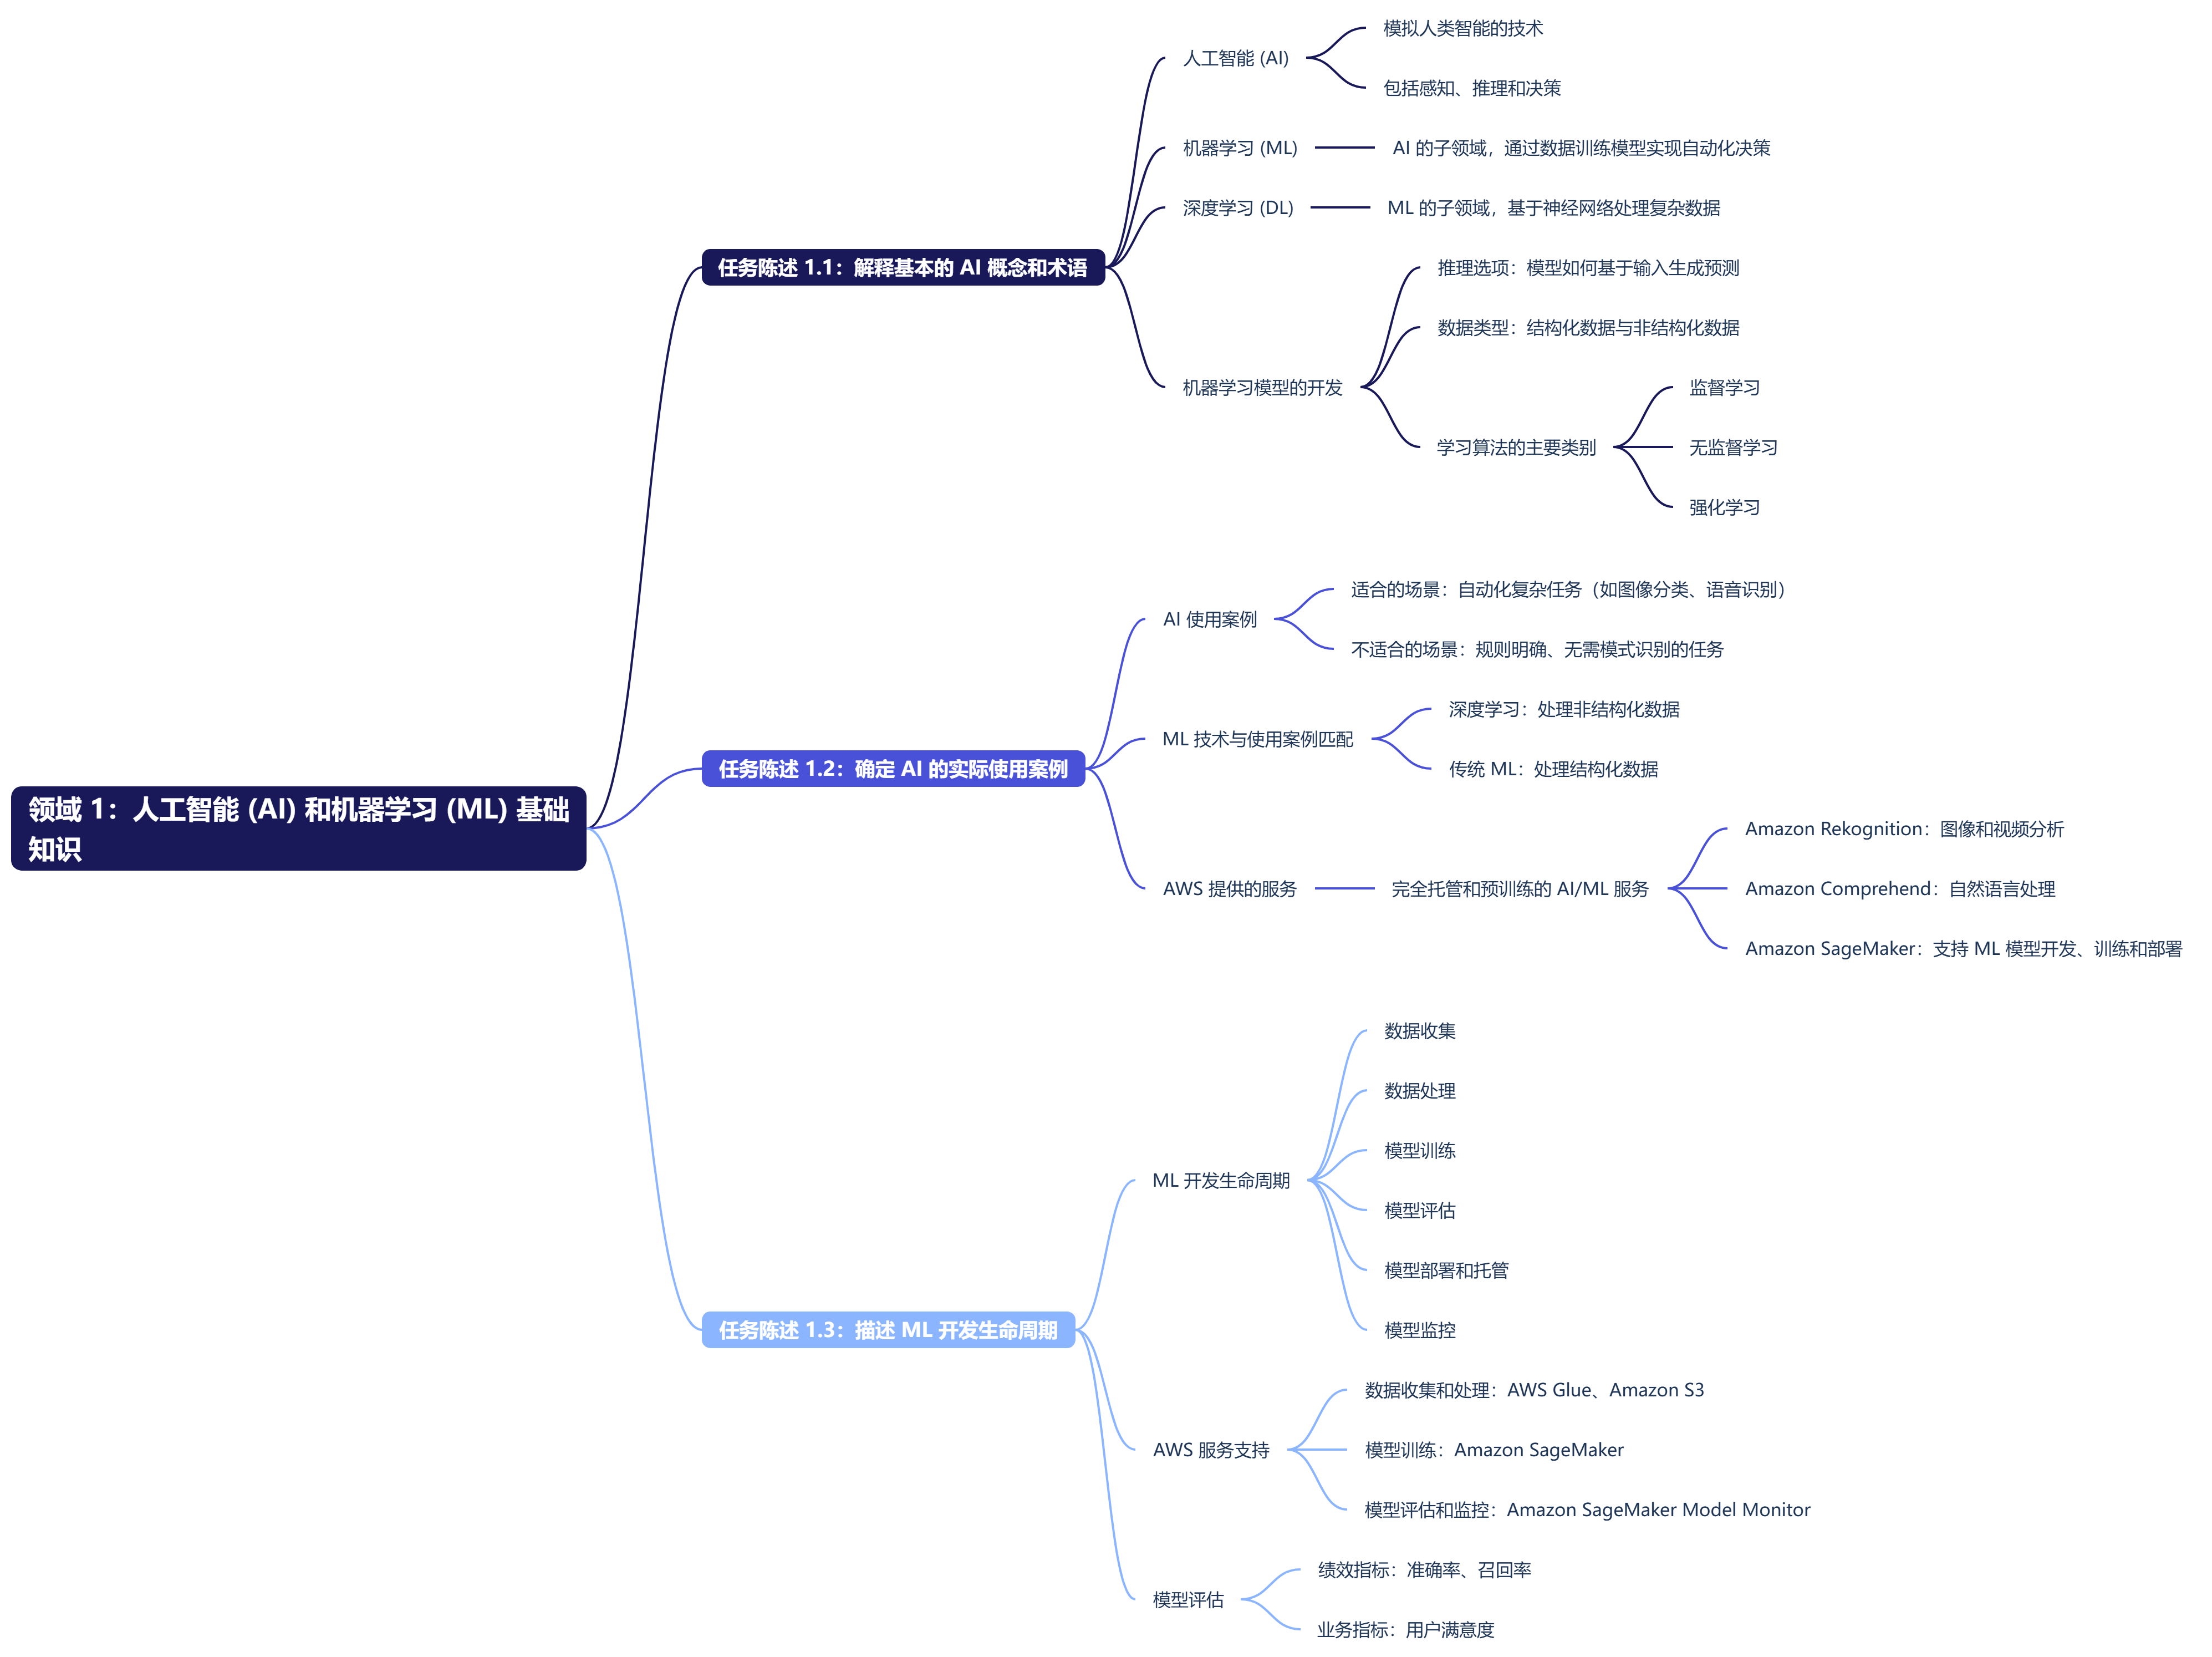 领域 1：人工智能 (AI) 和机器学习 (ML) 基础
知识
任务陈述 1.1：解释基本的 AI 概念和术语
人工智能 (AI)
模拟人类智能的技术
包括感知、推理和决策
机器学习 (ML)
AI 的子领域，通过数据训练模型实现自动化决策
深度学习 (DL)
ML 的子领域，基于神经网络处理复杂数据
机器学习模型的开发
推理选项：模型如何基于输入生成预测
数据类型：结构化数据与非结构化数据
学习算法的主要类别
监督学习
无监督学习
强化学习
任务陈述 1.2：确定 AI 的实际使用案例
AI 使用案例
适合的场景：自动化复杂任务（如图像分类、语音识别）
不适合的场景：规则明确、无需模式识别的任务
ML 技术与使用案例匹配
深度学习：处理非结构化数据
传统 ML：处理结构化数据
AWS 提供的服务
完全托管和预训练的 AI/ML 服务
Amazon Rekognition：图像和视频分析
Amazon Comprehend：自然语言处理
Amazon SageMaker：支持 ML 模型开发、训练和部署
任务陈述 1.3：描述 ML 开发生命周期
ML 开发生命周期
数据收集
数据处理
模型训练
模型评估
模型部署和托管
模型监控
AWS 服务支持
数据收集和处理：AWS Glue、Amazon S3
模型训练：Amazon SageMaker
模型评估和监控：Amazon SageMaker Model Monitor
模型评估
绩效指标：准确率、召回率
业务指标：用户满意度